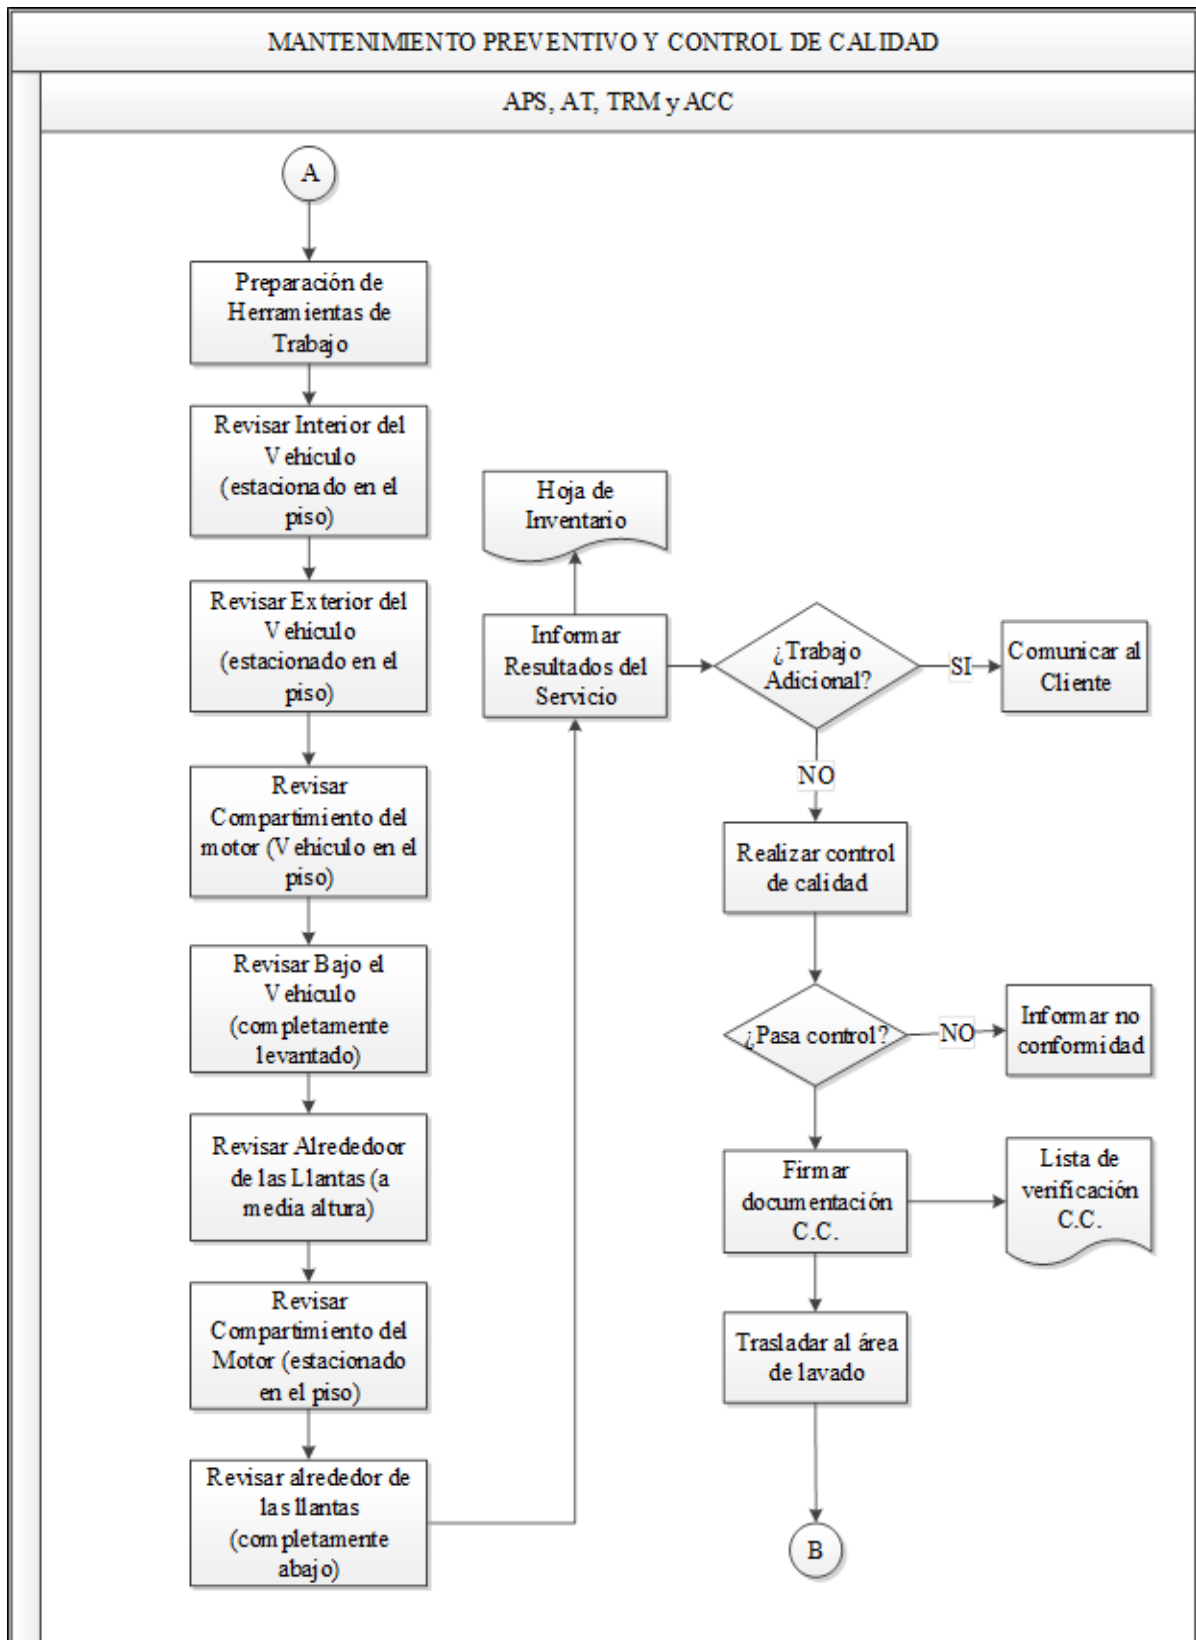 MANTENIMIENTO PREVENTIVO Y CONTROL DE CALIDAD
APS, AT, TRM y ACC
A
Preparación de
Herramientas de
Trabajo
Revisar Interior del
Vehículo
(estacionado en el
piso)
Revisar Exterior del
Vehículo
(estacionado en el
piso)
Revisar
Compartimiento del
motor (Vehículo en el
piso)
Revisar Bajo el
Vehículo
(completamente
levantado)
Revisar Alrededoor
de las Llantas (a
media altura)
Revisar
Compartimiento del
Motor (estacionado
en el piso)
Revisar alrededor de
las llantas
(completamente
abajo)
Hoja de
Inventario
Informar
Resultados del
Servicio
¿Trabajo
Adicional?
SI
Comunicar al
Cliente
NO
Realizar control
de calidad
¿Pasa control?
NO
Informar no
conformidad
Firmar
documentación
C.C.
Lista de
verificación
C.C.
Trasladar al área
de lavado
B